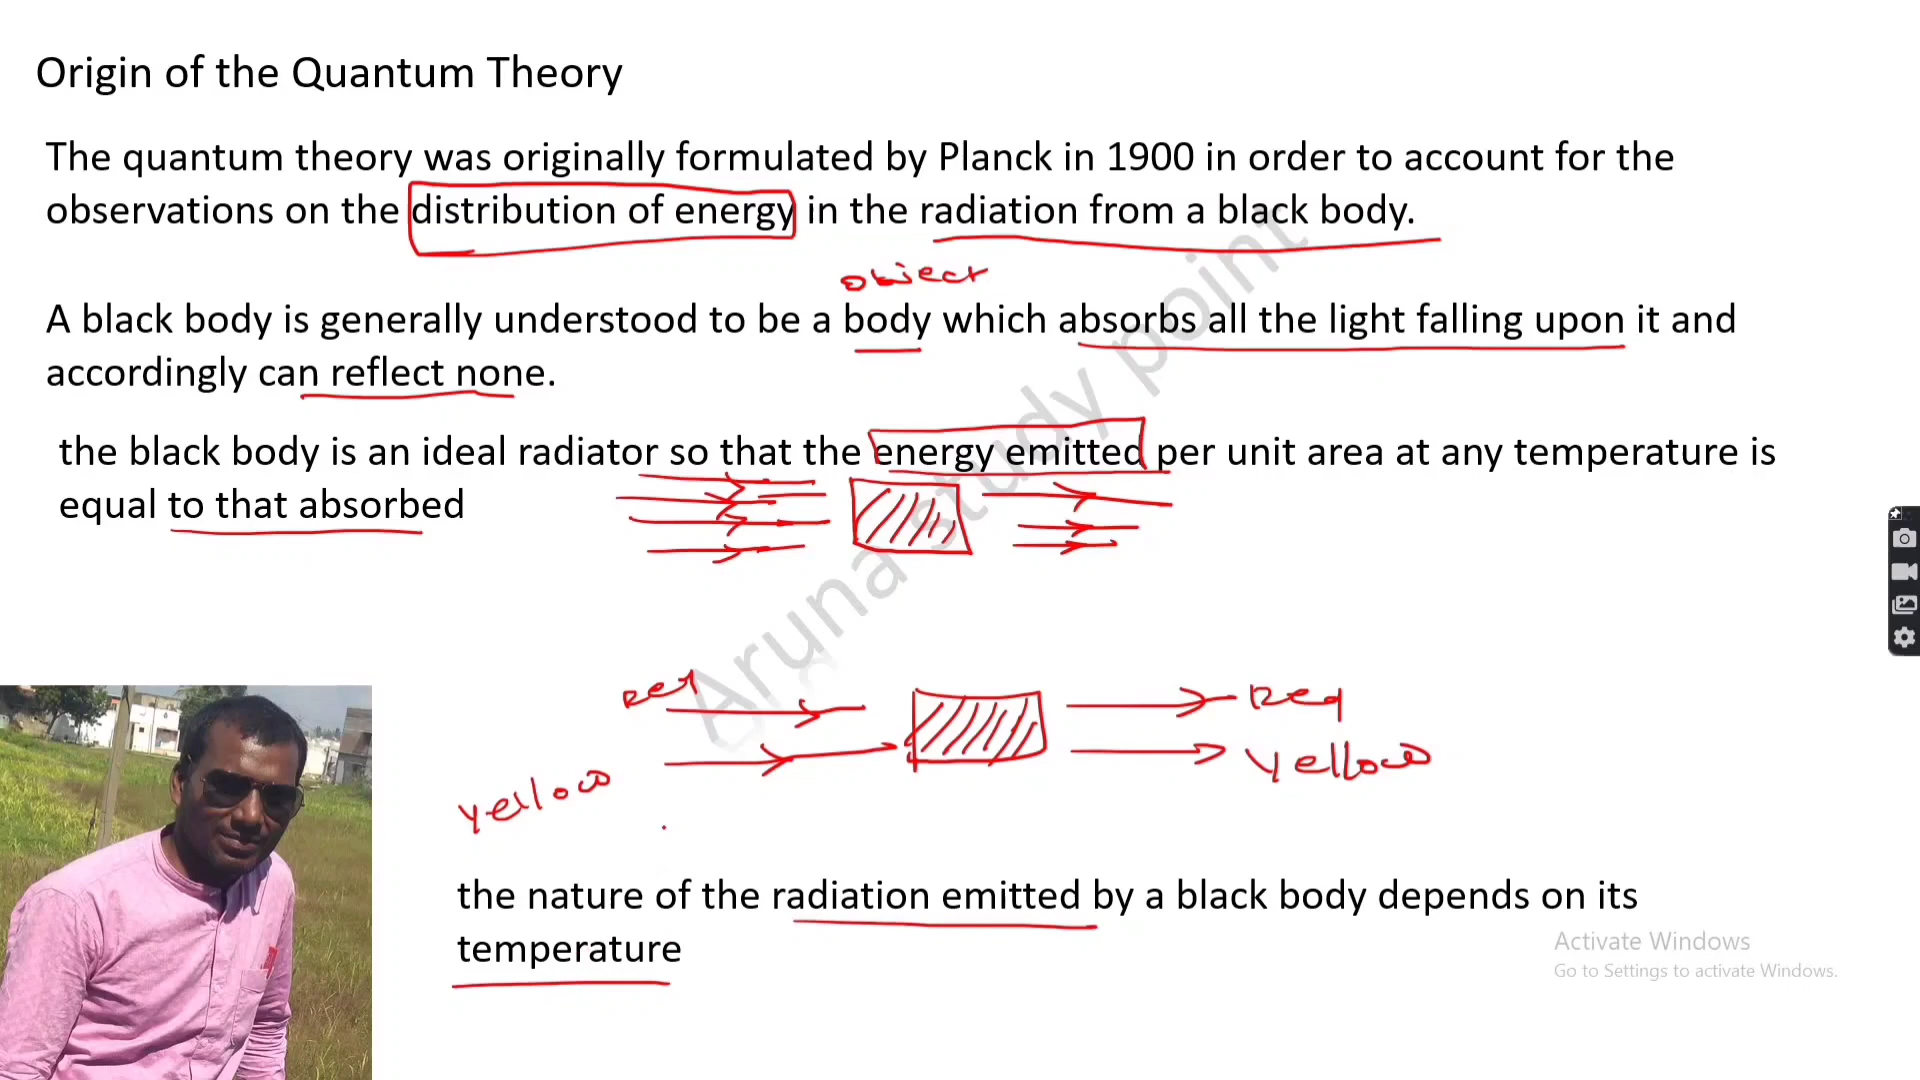 Origin of the Quantum Theory
The quantum theory was originally formulated by Planck in 1900 in order to account for the
observations on the distribution of energy in the radiation from a black body.
object
A black body is generally understood to be a body which absorbs all the light falling upon it and
accordingly can reflect none.
the black body is an ideal radiator so that the energy emitted per unit area at any temperature is
equal to that absorbed
Aruna study point
Red
Red
yellow
yellow
the nature of the radiation emitted by a black body depends on its
temperature
Activate Windows
Go to Settings to activate Windows.